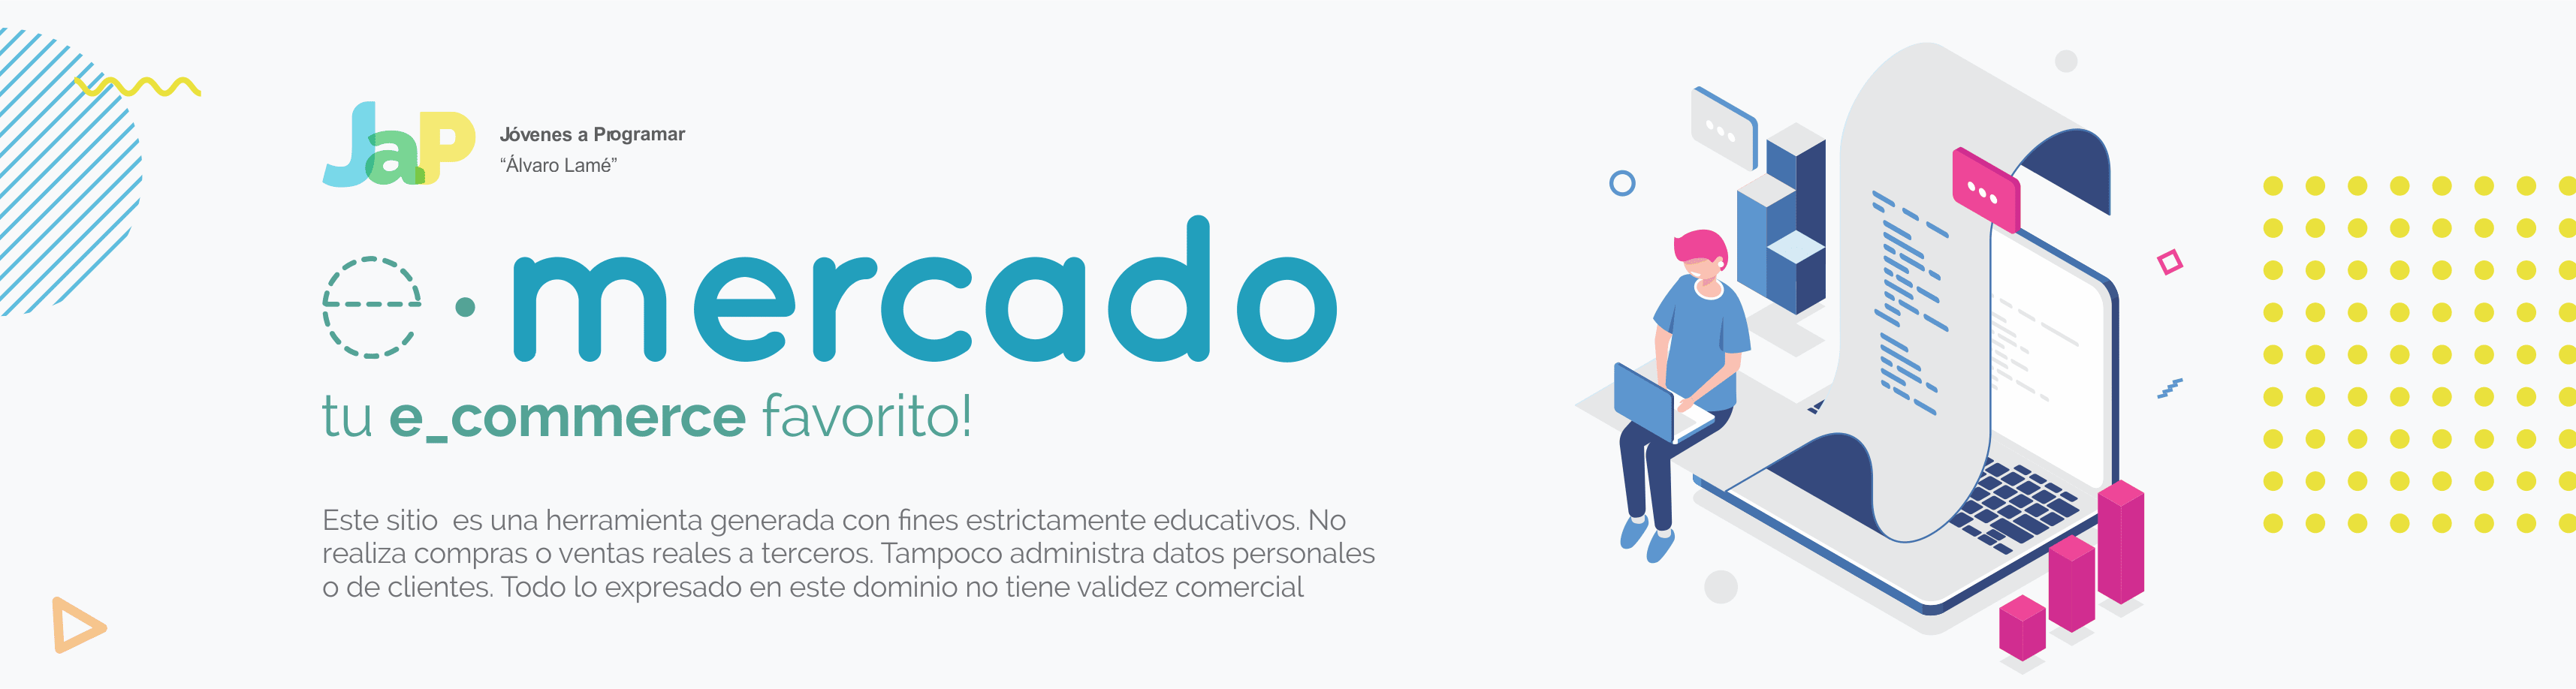 JaP
Jóvenes a Programar
“Álvaro Lamé”
e • mercado
tu e_commerce favorito!
Este sitio  es una herramienta generada con fines estrictamente educativos. No
realiza compras o ventas reales a terceros. Tampoco administra datos personales
o de clientes. Todo lo expresado en este dominio no tiene validez comercial